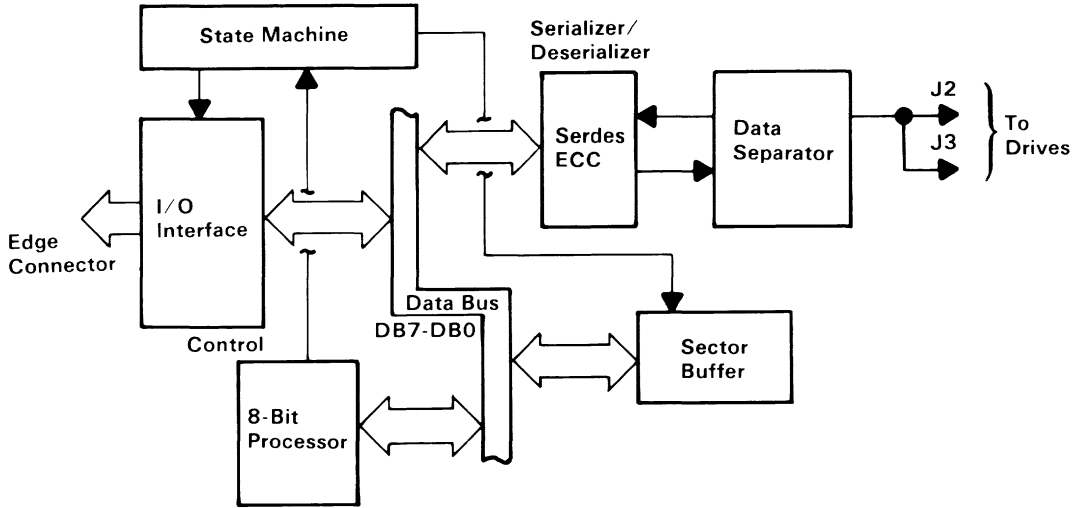 State Machine
Serializer/
Deserializer
I/O
Interface
Edge
Connector
Serdes
ECC
Data
Separator
J2
J3
To
Drives
Data Bus
DB7-DB0
Control
8-Bit
Processor
Sector
Buffer